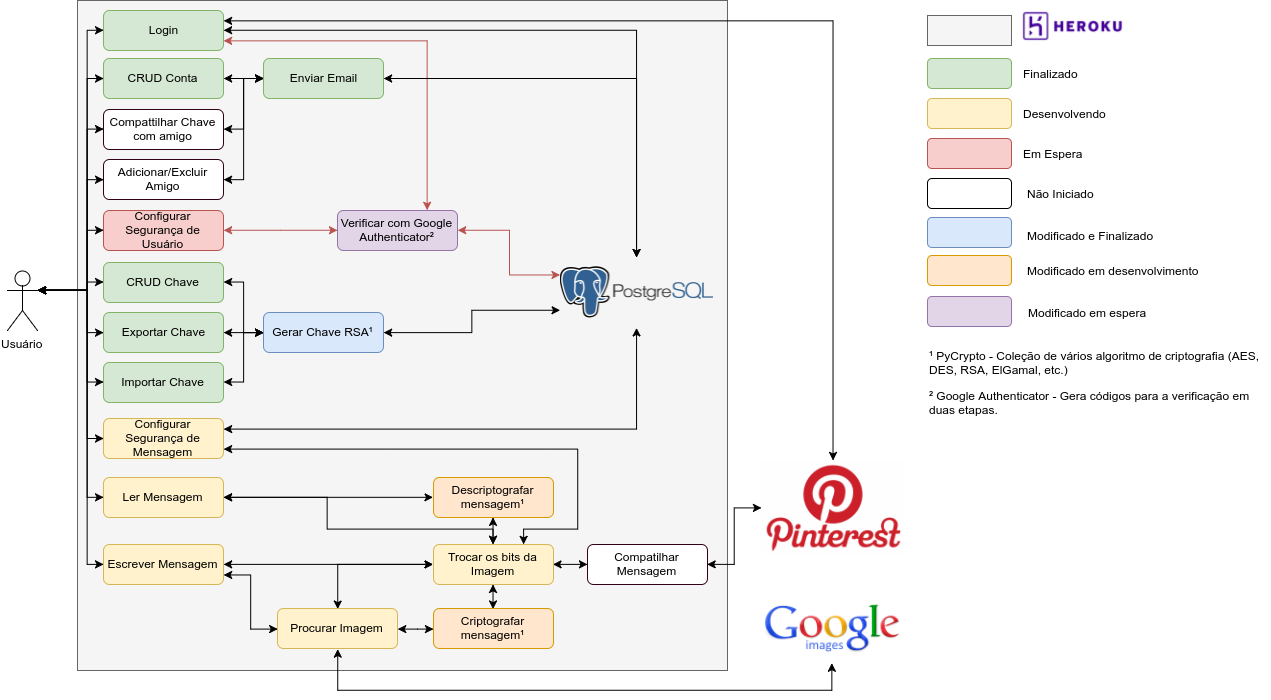 Login
CRUD Conta
Enviar Email
Compattilhar Chave
com amigo
Adicionar/Excluir
Amigo
Configurar
Segurança de
Usuário
Verificar com Google
Authenticator²
CRUD Chave
Exportar Chave
Gerar Chave RSA¹
Importar Chave
PostgreSQL
Usuário
Configurar
Segurança de
Mensagem
Ler Mensagem
Descriptografar
mensagem¹
Escrever Mensagem
Trocar os bits da
Imagem
Compatilhar
Mensagem
Procurar Imagem
Criptografar
mensagem¹
Pinterest
Google
images
HEROKU
Finalizado
Desenvolvendo
Em Espera
Não Iniciado
Modificado e Finalizado
Modificado em desenvolvimento
Modificado em espera
¹ PyCrypto - Coleção de vários algoritmo de criptografia (AES,
DES, RSA, ElGamal, etc.)
² Google Authenticator - Gera códigos para a verificação em
duas etapas.